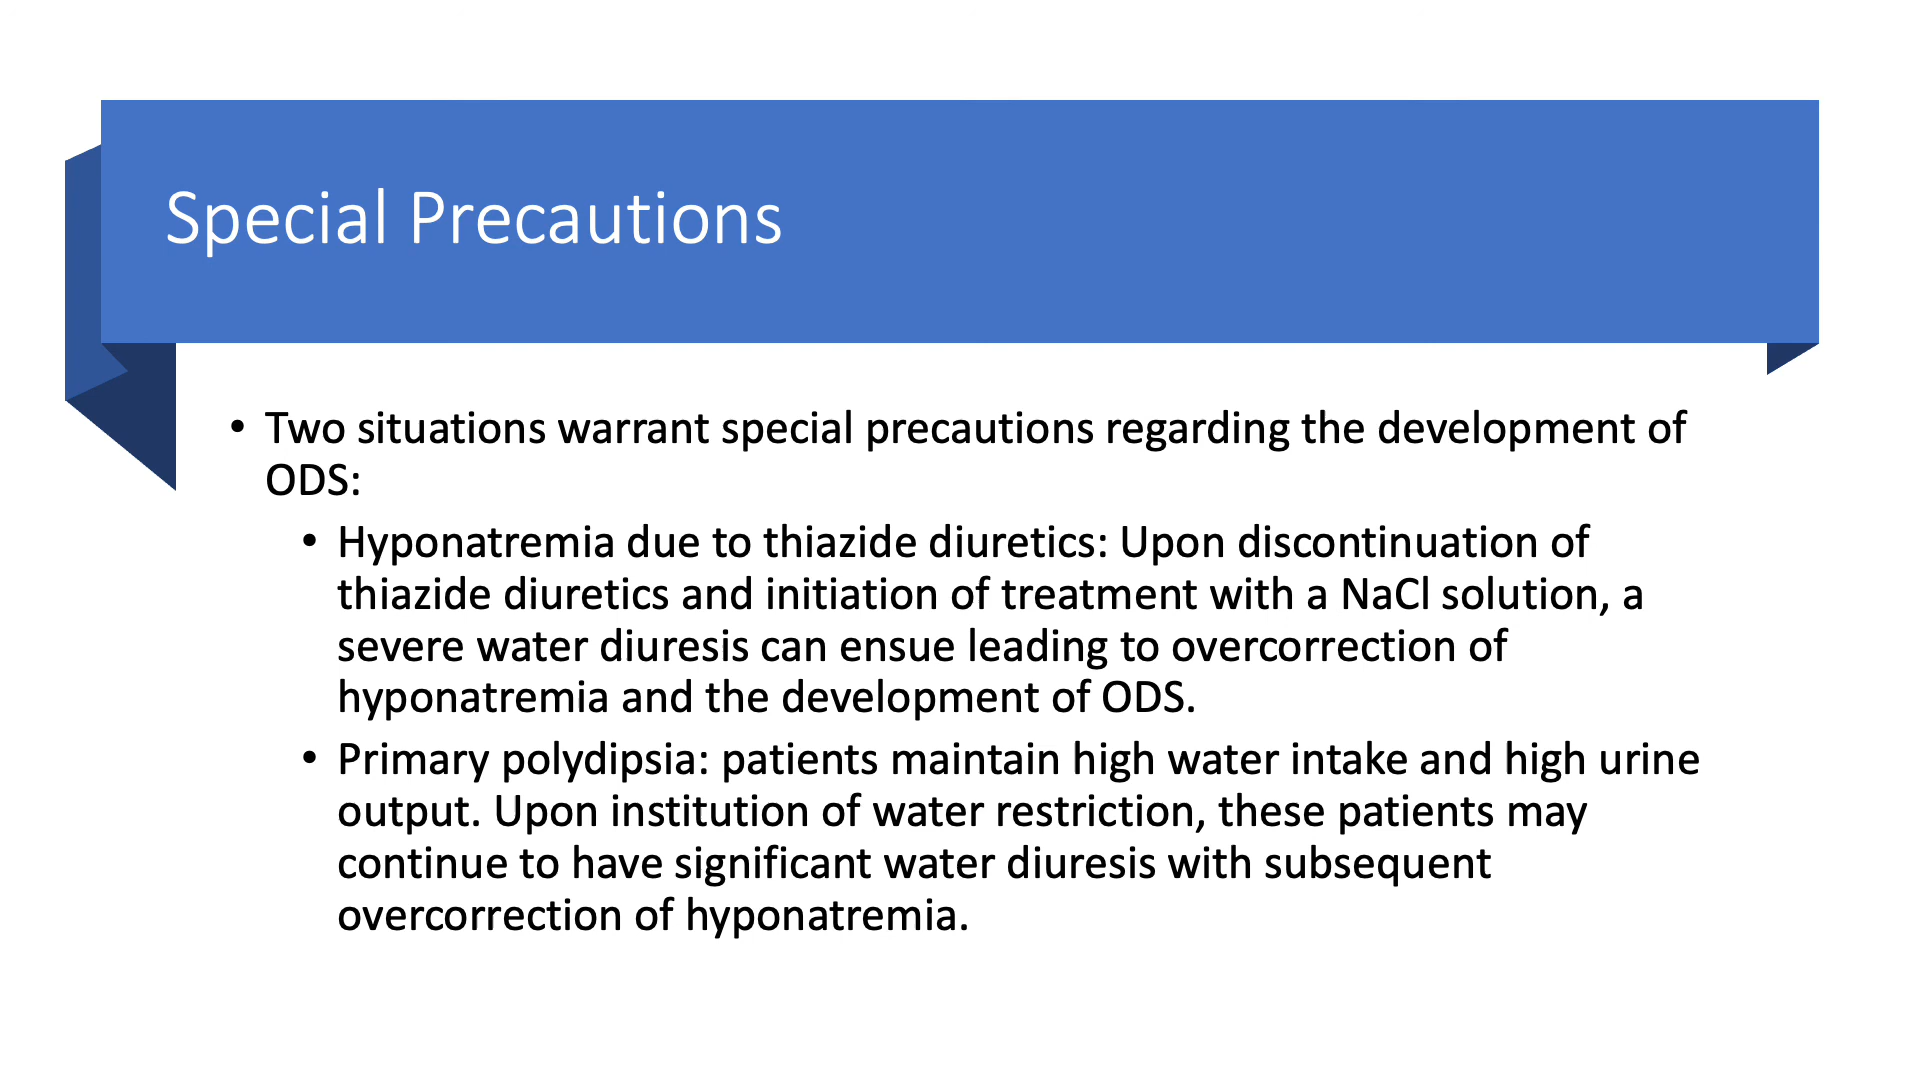 Special Precautions
• Two situations warrant special precautions regarding the development of
ODS:
• Hyponatremia due to thiazide diuretics: Upon discontinuation of
thiazide diuretics and initiation of treatment with a NaCl solution, a
severe water diuresis can ensue leading to overcorrection of
hyponatremia and the development of ODS.
• Primary polydipsia: patients maintain high water intake and high urine
output. Upon institution of water restriction, these patients may
continue to have significant water diuresis with subsequent
overcorrection of hyponatremia.